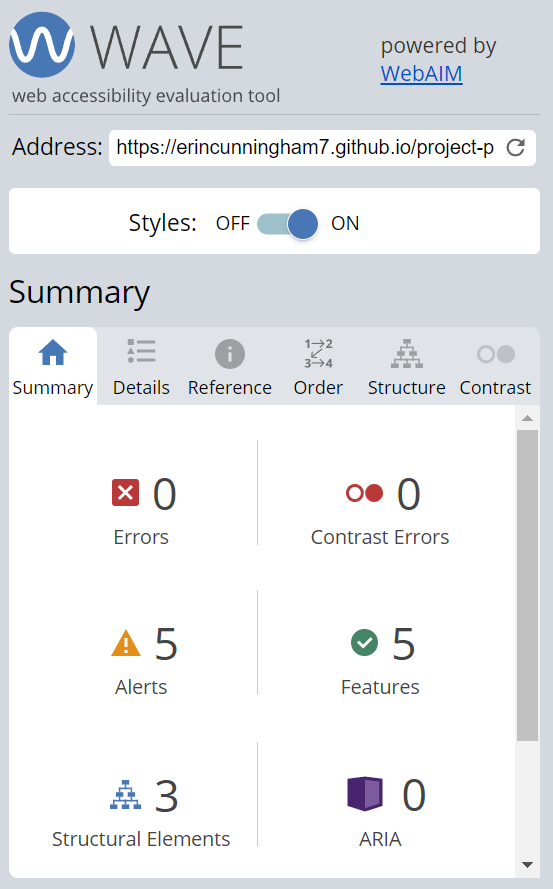 WAVE
powered by
WebAIM
web accessibility evaluation tool
Address: https://erincunningham7.github.io/project-p
Styles: OFF ON
Summary
1 2
3 4
Summary Details Reference Order Structure Contrast
0 0
Errors Contrast Errors
5 5
Alerts Features
3 0
Structural Elements ARIA